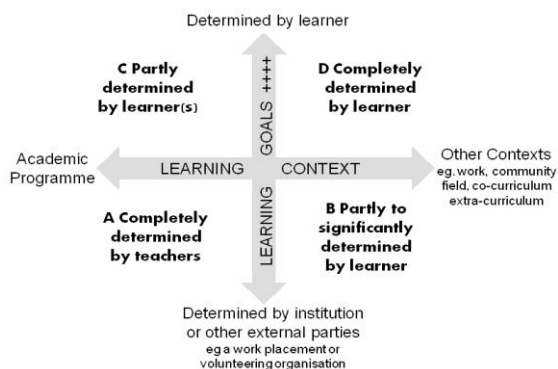 Determined by learner
C Partly
determined
by learner(s)
GOALS ++++
D Completely
determined
by learner
Academic
Programme
LEARNING CONTEXT
Other Contexts
eg. work, community
field, co-curriculum
extra-curriculum
A Completely
determined
by teachers
LEARNING
B Partly to
significantly
determined
by learner
Determined by institution
or other external parties
eg a work placement or
volunteering organisation